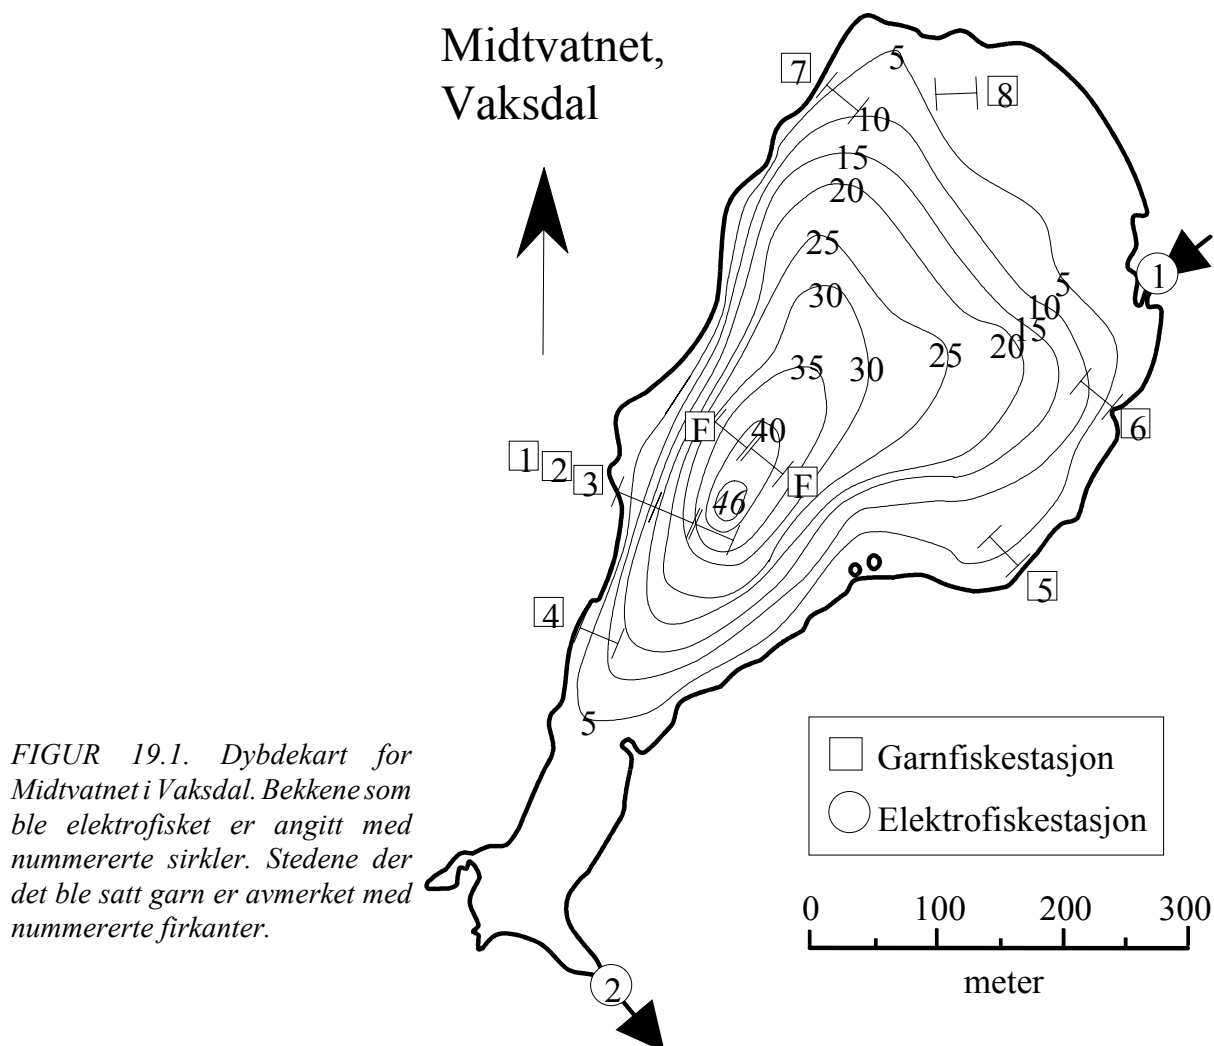 Midtvatnet,
Vaksdal
7
5
8
10
15
20
25
30
1
5
10
15
20
25
30
35
6
F
40
1
2
3
F
46
5
4
5
FIGUR 19.1. Dybdekart for
Midtvatnet i Vaksdal. Bekkene som
ble elektrofisket er angitt med
nummererte sirkler. Stedene der
det ble satt garn er avmerket med
nummererte firkanter.
Garnfiskestasjon
Elektrofiskestasjon
0 100 200 300
meter
2